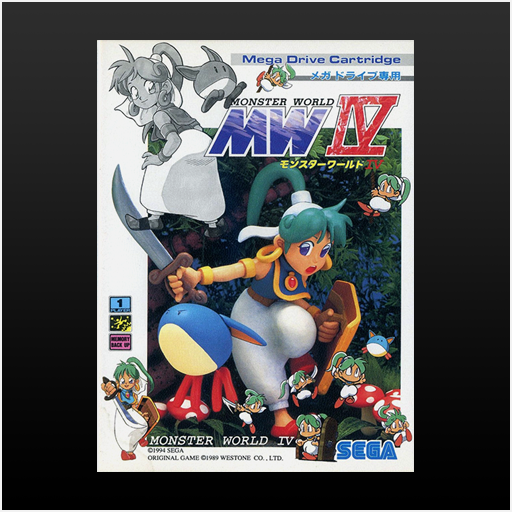 Mega Drive Cartridge
メガドライブ専用
MONSTER WORLD
MW IV
モンスターワールドIV
1
PLAYER
MEMORY
BACK UP
MONSTER WORLD IV
©1994 SEGA
ORIGINAL GAME ©1989 WESTONE CO., LTD.
SEGA